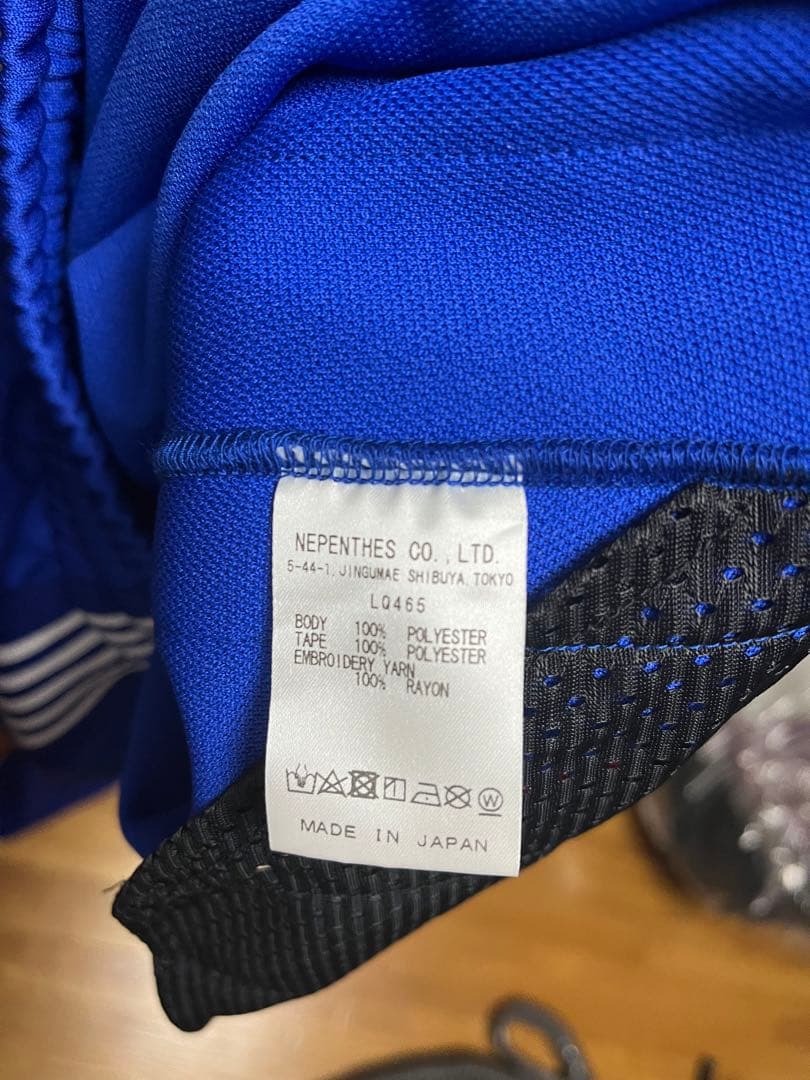 NEPENTHES CO., LTD.
5-44-1, JINGUMAE SHIBUYA, TOKYO
LQ465
BODY 100% POLYESTER
TAPE 100% POLYESTER
EMBROIDERY YARN
100% RAYON
W
MADE IN JAPAN